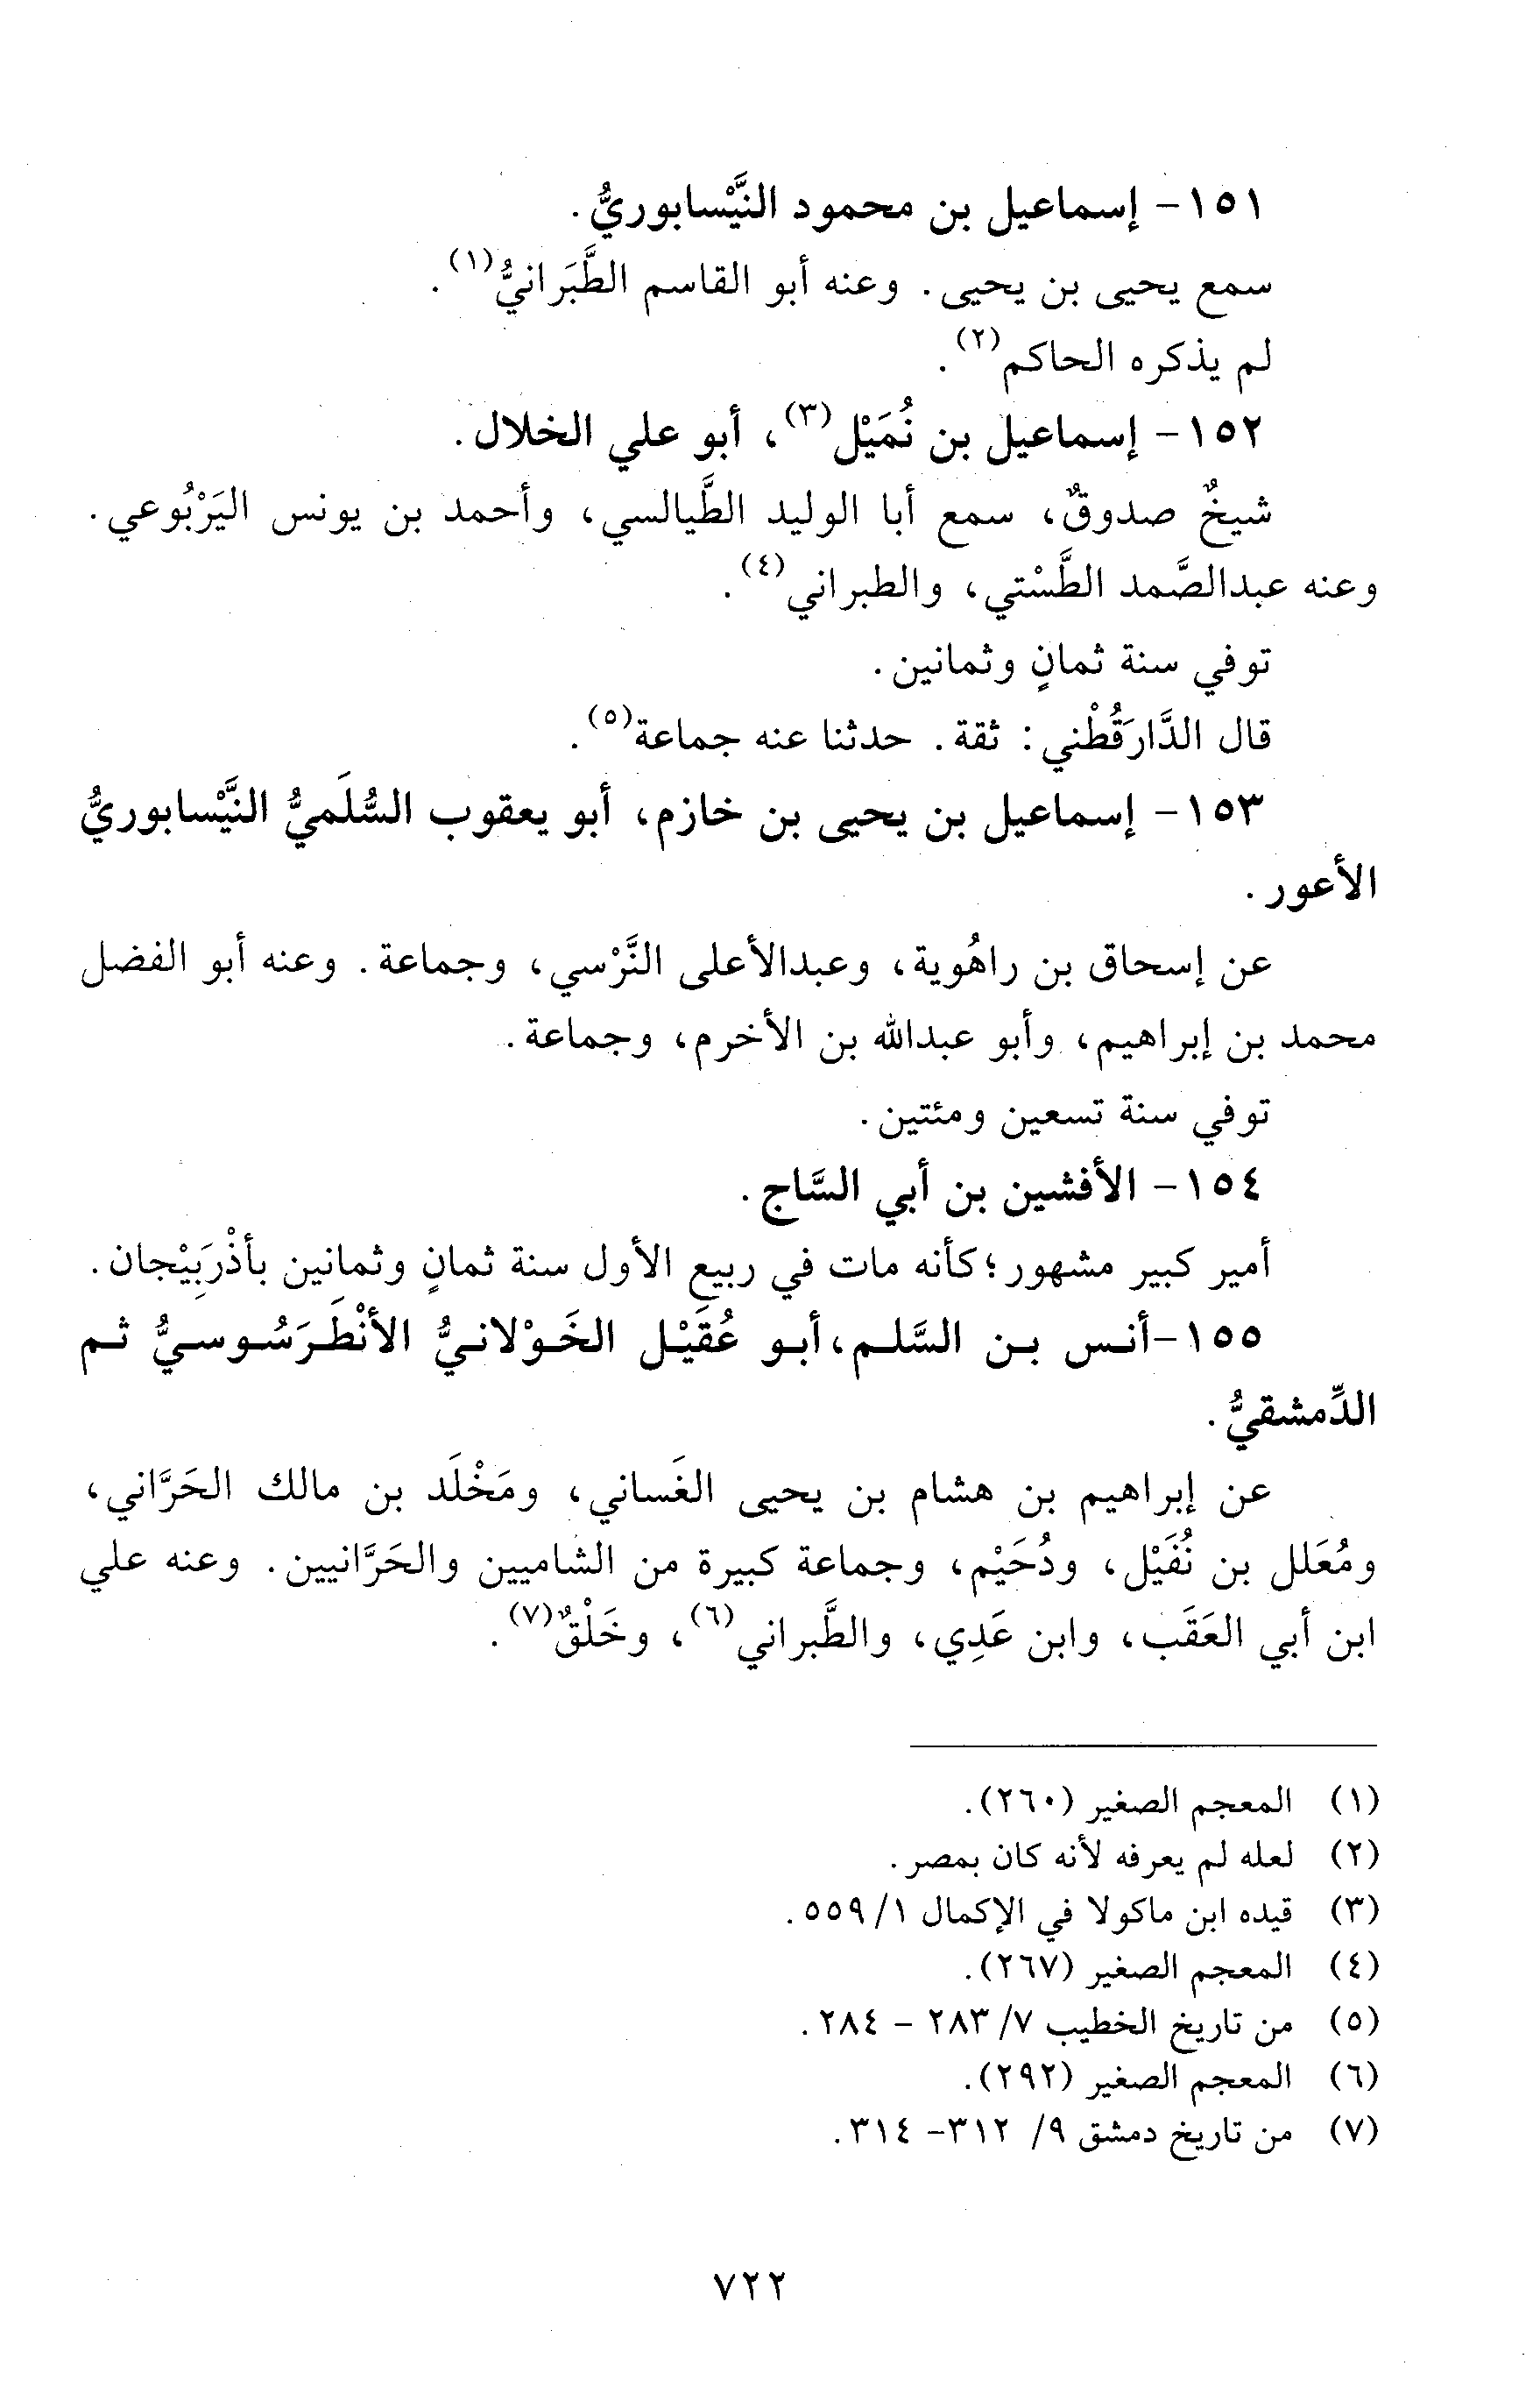 ١٥١- إسماعيل بن محمود النَّيْسابوريُّ.
سمع يحيى بن يحيى. وعنه أبو القاسم الطَّبَرانيُّ(١).
لم يذكره الحاكم(٢).
١٥٢- إسماعيل بن نُمَيْل(٣)، أبو علي الخلال.
شيخٌ صدوقٌ، سمع أبا الوليد الطَّيالسي، وأحمد بن يونس اليَرْبُوعي.
وعنه عبدالصَّمد الطَّسْتي، والطبراني(٤).
توفي سنة ثمانٍ وثمانين.
قال الدَّارَقُطْني: ثقة. حدثنا عنه جماعة(٥).
١٥٣- إسماعيل بن يحيى بن خازم، أبو يعقوب السُّلَميُّ النَّيْسابوريُّ
الأعور.
عن إسحاق بن راهُوية، وعبدالأعلى النَّرْسي، وجماعة. وعنه أبو الفضل
محمد بن إبراهيم، وأبو عبدالله بن الأخرم، وجماعة.
توفي سنة تسعين ومئتين.
١٥٤- الأفشين بن أبي السَّاج.
أمير كبير مشهور؛ كأنه مات في ربيع الأول سنة ثمانٍ وثمانين بأذْرَبِيْجان.
١٥٥-أنس بن السَّلم، أبو عُقَيْل الخَوْلانيُّ الأنْطَرَسُوسيُّ ثم
الدِّمشقيُّ.
عن إبراهيم بن هشام بن يحيى الغَساني، ومَخْلَد بن مالك الحَرَّاني،
ومُعَلل بن نُفَيْل، ودُحَيْم، وجماعة كبيرة من الشاميين والحَرَّانيين. وعنه علي
ابن أبي العَقَب، وابن عَدِي، والطَّبراني(٦)، وخَلْقٌ(٧).
(١) المعجم الصغير (٢٦٠).
(٢) لعله لم يعرفه لأنه كان بمصر.
(٣) قيده ابن ماكولا في الإكمال ١/ ٥٥٩.
(٤) المعجم الصغير (٢٦٧).
(٥) من تاريخ الخطيب ٧/ ٢٨٣ - ٢٨٤.
(٦) المعجم الصغير (٢٩٢).
(٧) من تاريخ دمشق ٩/ ٣١٢- ٣١٤.
٧٢٢